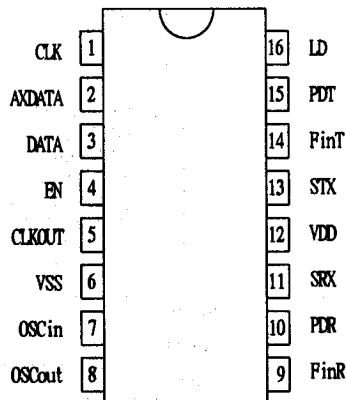 CLK 1 16 LD
AXDATA 2 15 PDT
DATA 3 14 FinT
EN 4 13 STX
CLKOUT 5 12 VDD
VSS 6 11 SRX
OSCin 7 10 PDR
OSCout 8 9 FinR